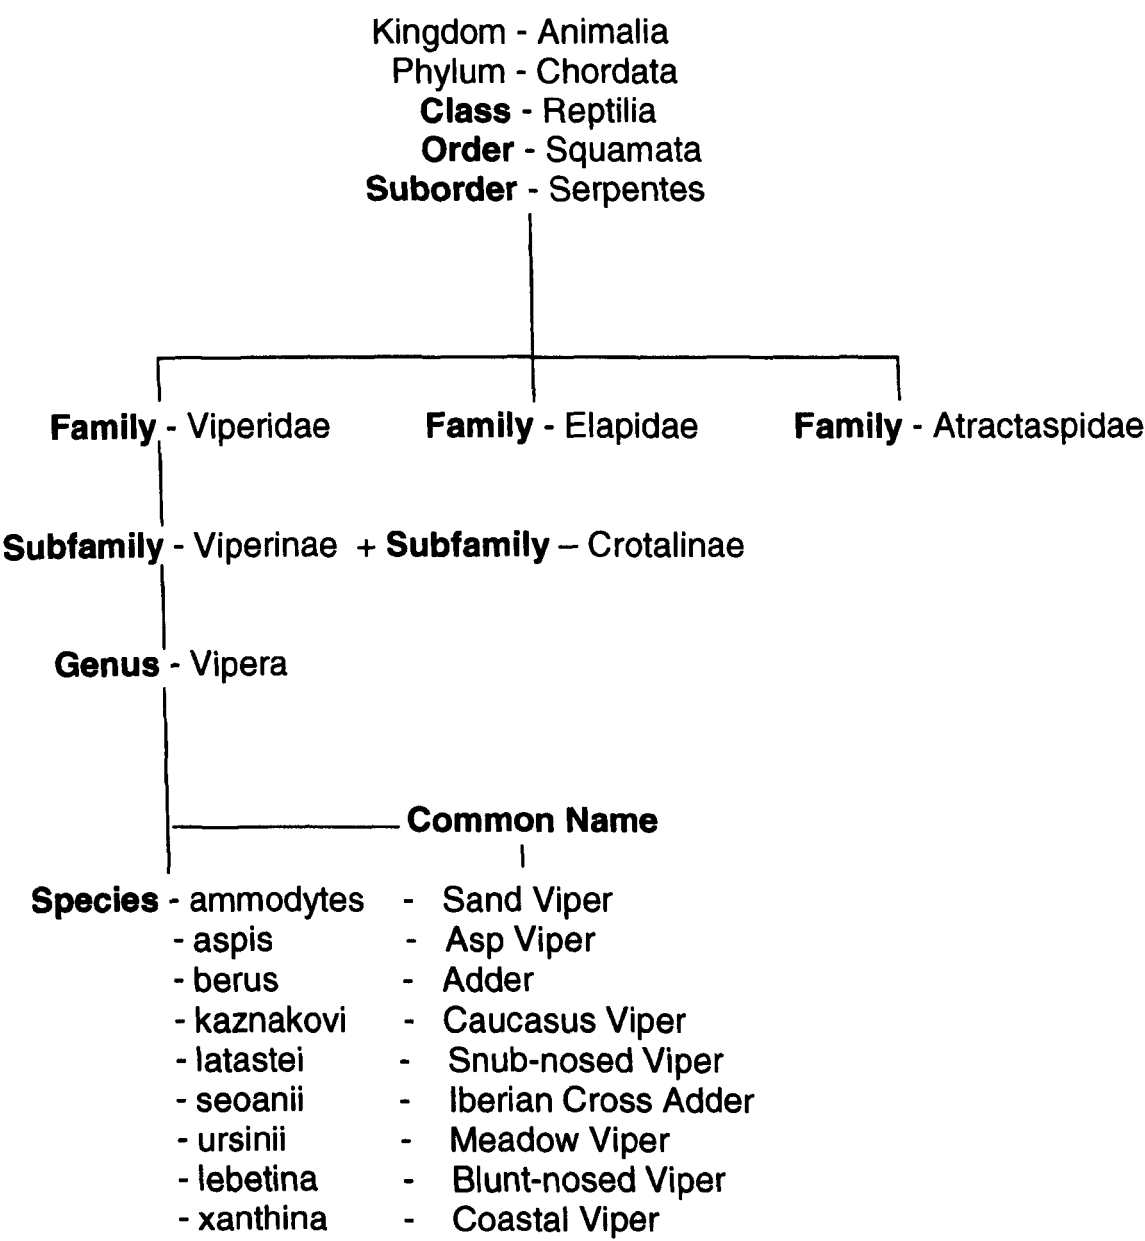 Kingdom - Animalia
Phylum - Chordata
Class - Reptilia
Order - Squamata
Suborder - Serpentes
Family - Viperidae
Family - Elapidae
Family - Atractaspidae
Subfamily - Viperinae + Subfamily – Crotalinae
Genus - Vipera
Common Name
Species - ammodytes - Sand Viper
- aspis - Asp Viper
- berus - Adder
- kaznakovi - Caucasus Viper
- latastei - Snub-nosed Viper
- seoanii - Iberian Cross Adder
- ursinii - Meadow Viper
- lebetina - Blunt-nosed Viper
- xanthina - Coastal Viper